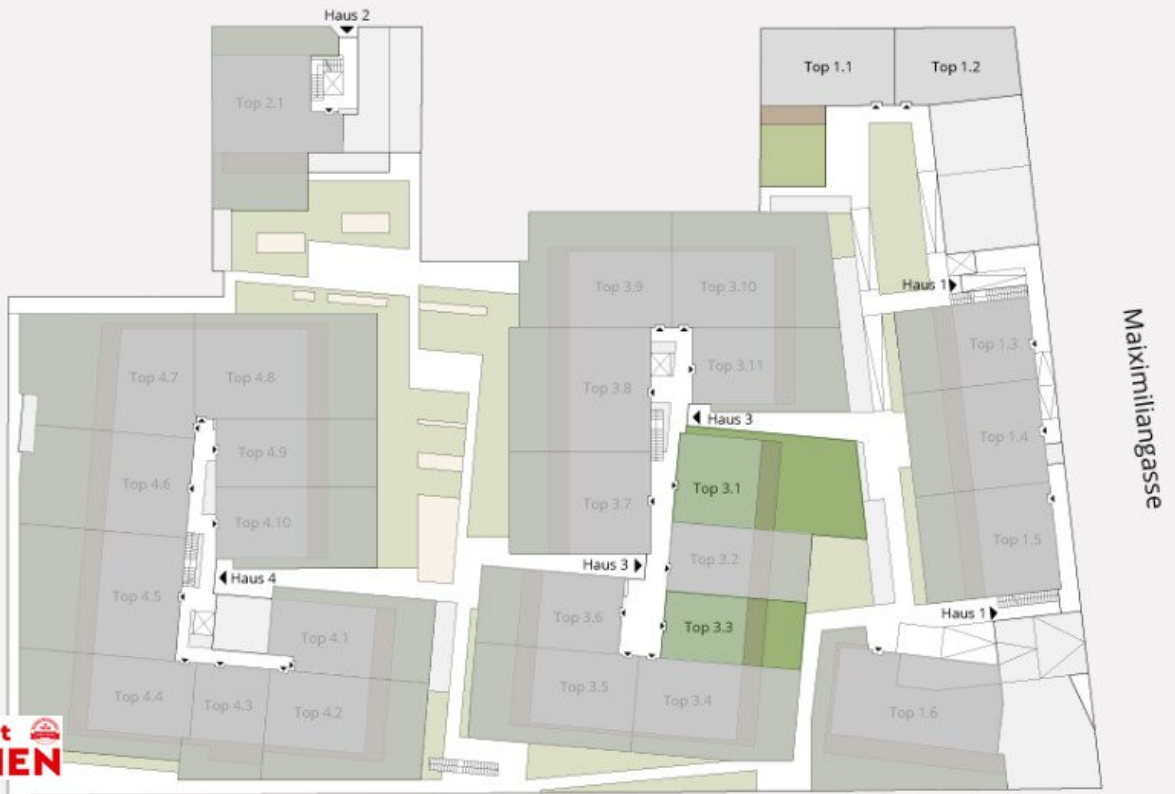 Haus 2
Top 1.1
Top 1.2
Top 2.1
Haus 1
Top 3.9
Top 3.10
Top 1.3
Top 4.7
Top 4.8
Top 3.8
Top 3.11
Maiximiliangasse
Haus 3
Top 1.4
Top 4.9
Top 4.6
Top 3.1
Top 3.7
Top 4.10
Top 1.5
Top 3.2
Haus 3
Haus 4
Top 4.5
Top 3.6
Haus 1
Top 3.3
Top 4.1
Top 3.5
Top 4.4
Top 4.3
Top 4.2
Top 3.4
Top 1.6
t
IEN